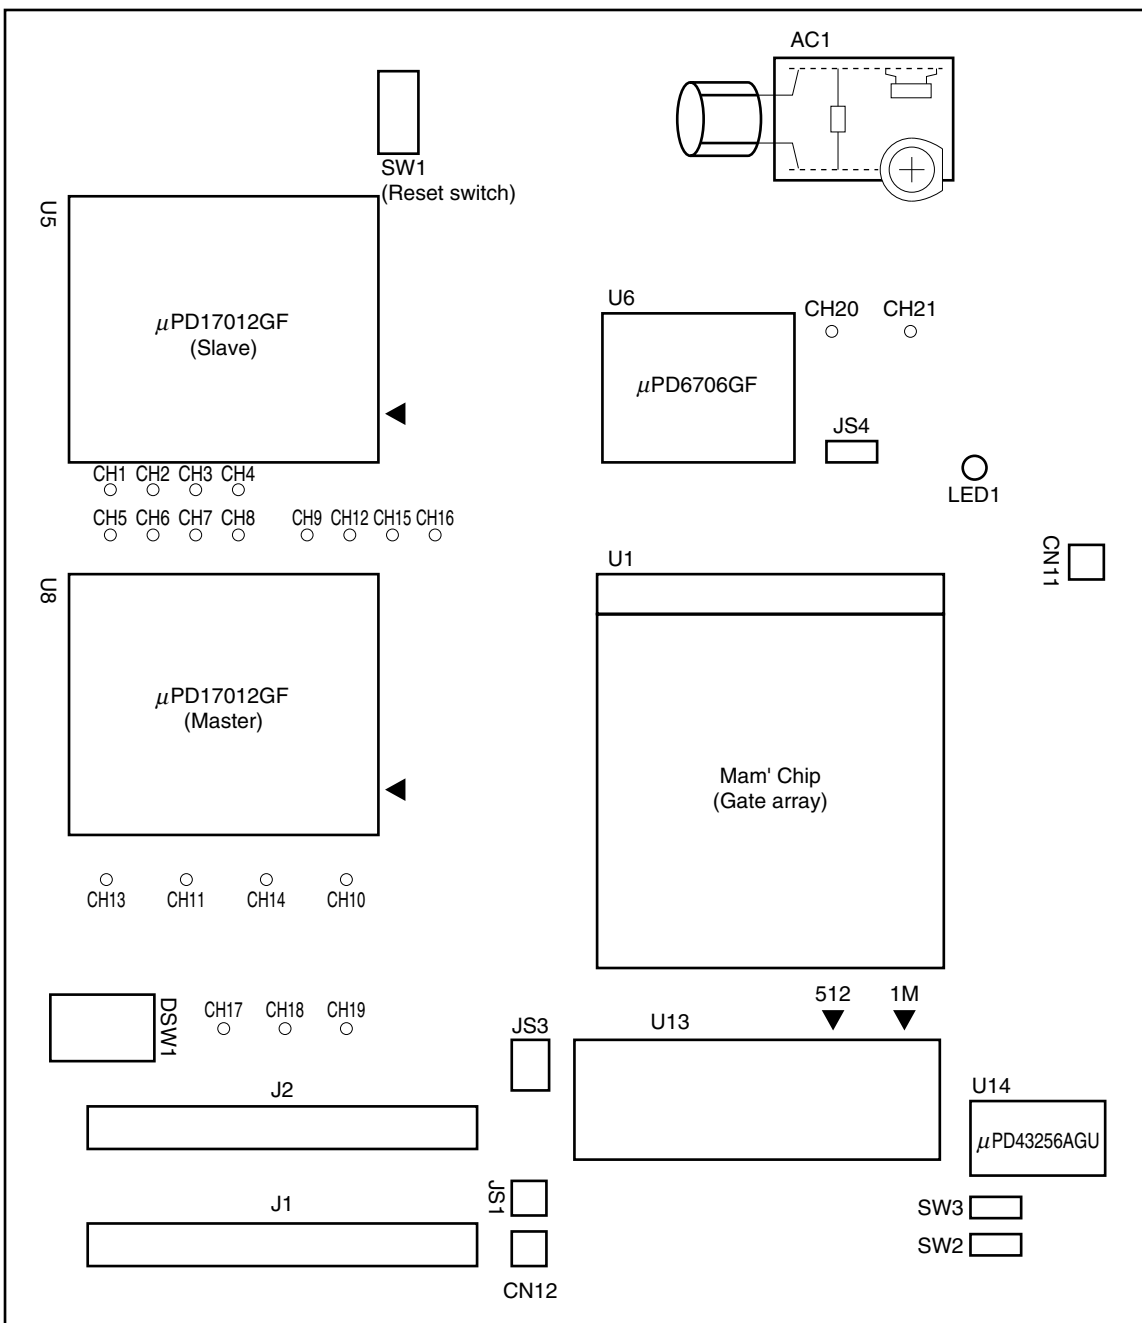 AC1
SW1
(Reset switch)
U5
μPD17012GF
(Slave)
U6
CH20 CH21
μPD6706GF
JS4
LED1
CH1 CH2 CH3 CH4
CH5 CH6 CH7 CH8 CH9 CH12 CH15 CH16
CN11
U8
U1
μPD17012GF
(Master)
Mam' Chip
(Gate array)
CH13 CH11 CH14 CH10
512 1M
DSW1
CH17 CH18 CH19
JS3
U13
J2
U14
μPD43256AGU
JS1
J1
SW3
SW2
CN12